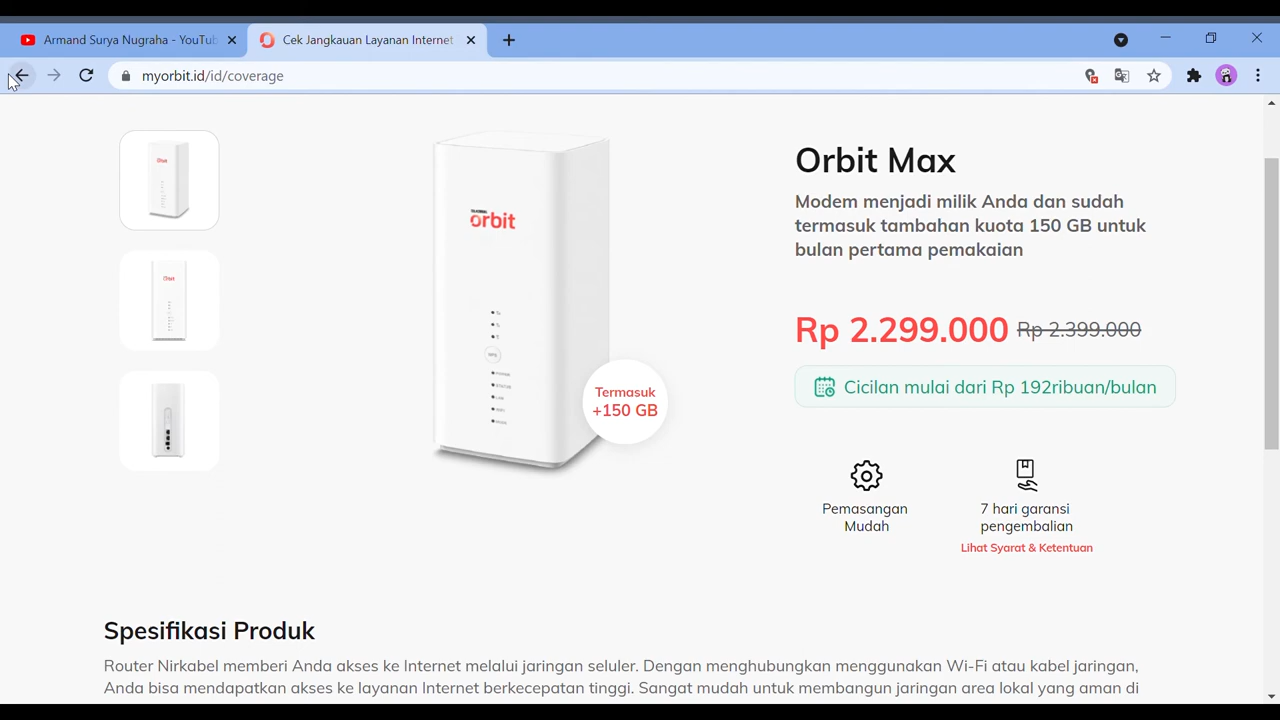 Armand Surya Nugraha - YouTub
Cek Jangkauan Layanan Internet
myorbit.id/id/coverage
Orbit
Orbit
orbit
Termasuk
+150 GB
Orbit Max
Modem menjadi milik Anda dan sudah
termasuk tambahan kuota 150 GB untuk
bulan pertama pemakaian
Rp 2.299.000 Rp 2.399.000
Cicilan mulai dari Rp 192ribuan/bulan
Pemasangan
Mudah
7 hari garansi
pengembalian
Lihat Syarat & Ketentuan
Spesifikasi Produk
Router Nirkabel memberi Anda akses ke Internet melalui jaringan seluler. Dengan menghubungkan menggunakan Wi-Fi atau kabel jaringan,
Anda bisa mendapatkan akses ke layanan Internet berkecepatan tinggi. Sangat mudah untuk membangun jaringan area lokal yang aman di